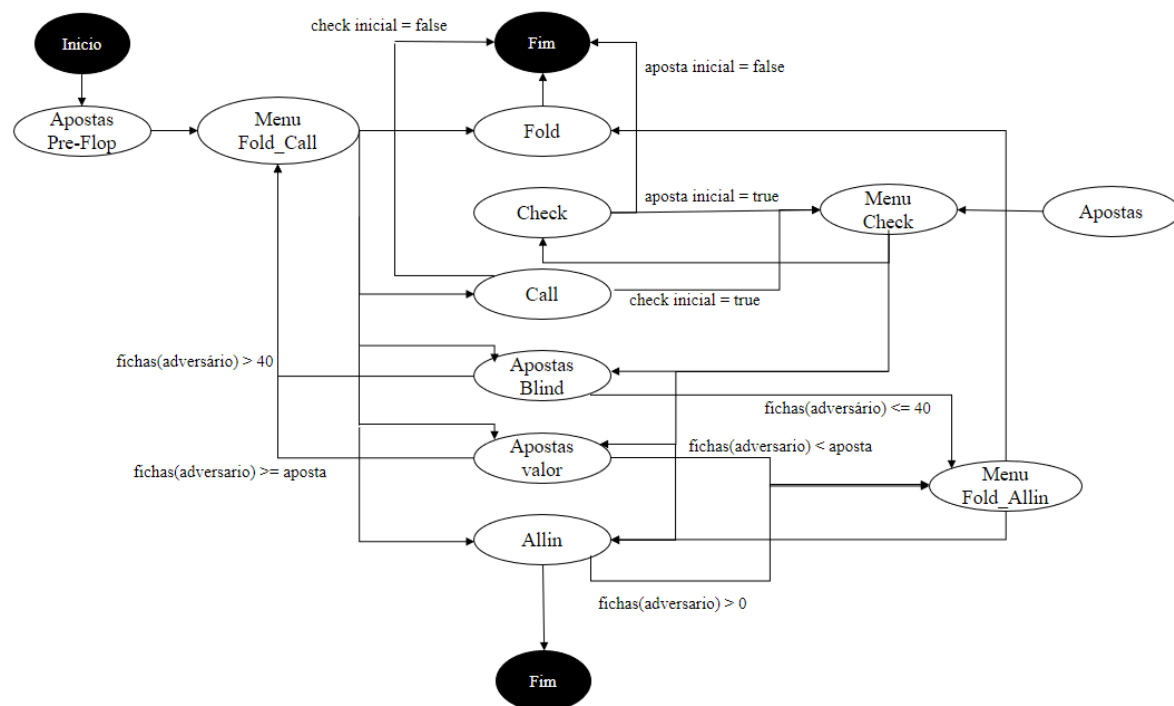 check inicial = false
Inicio
Fim
aposta inicial = false
Apostas
Pre-Flop
Menu
Fold_Call
Fold
Check
aposta inicial = true
Menu
Check
Apostas
Call
check inicial = true
fichas(adversário) > 40
Apostas
Blind
fichas(adversário) <= 40
fichas(adversario) >= aposta
Apostas
valor
fichas(adversario) < aposta
Menu
Fold_Allin
Allin
fichas(adversario) > 0
Fim